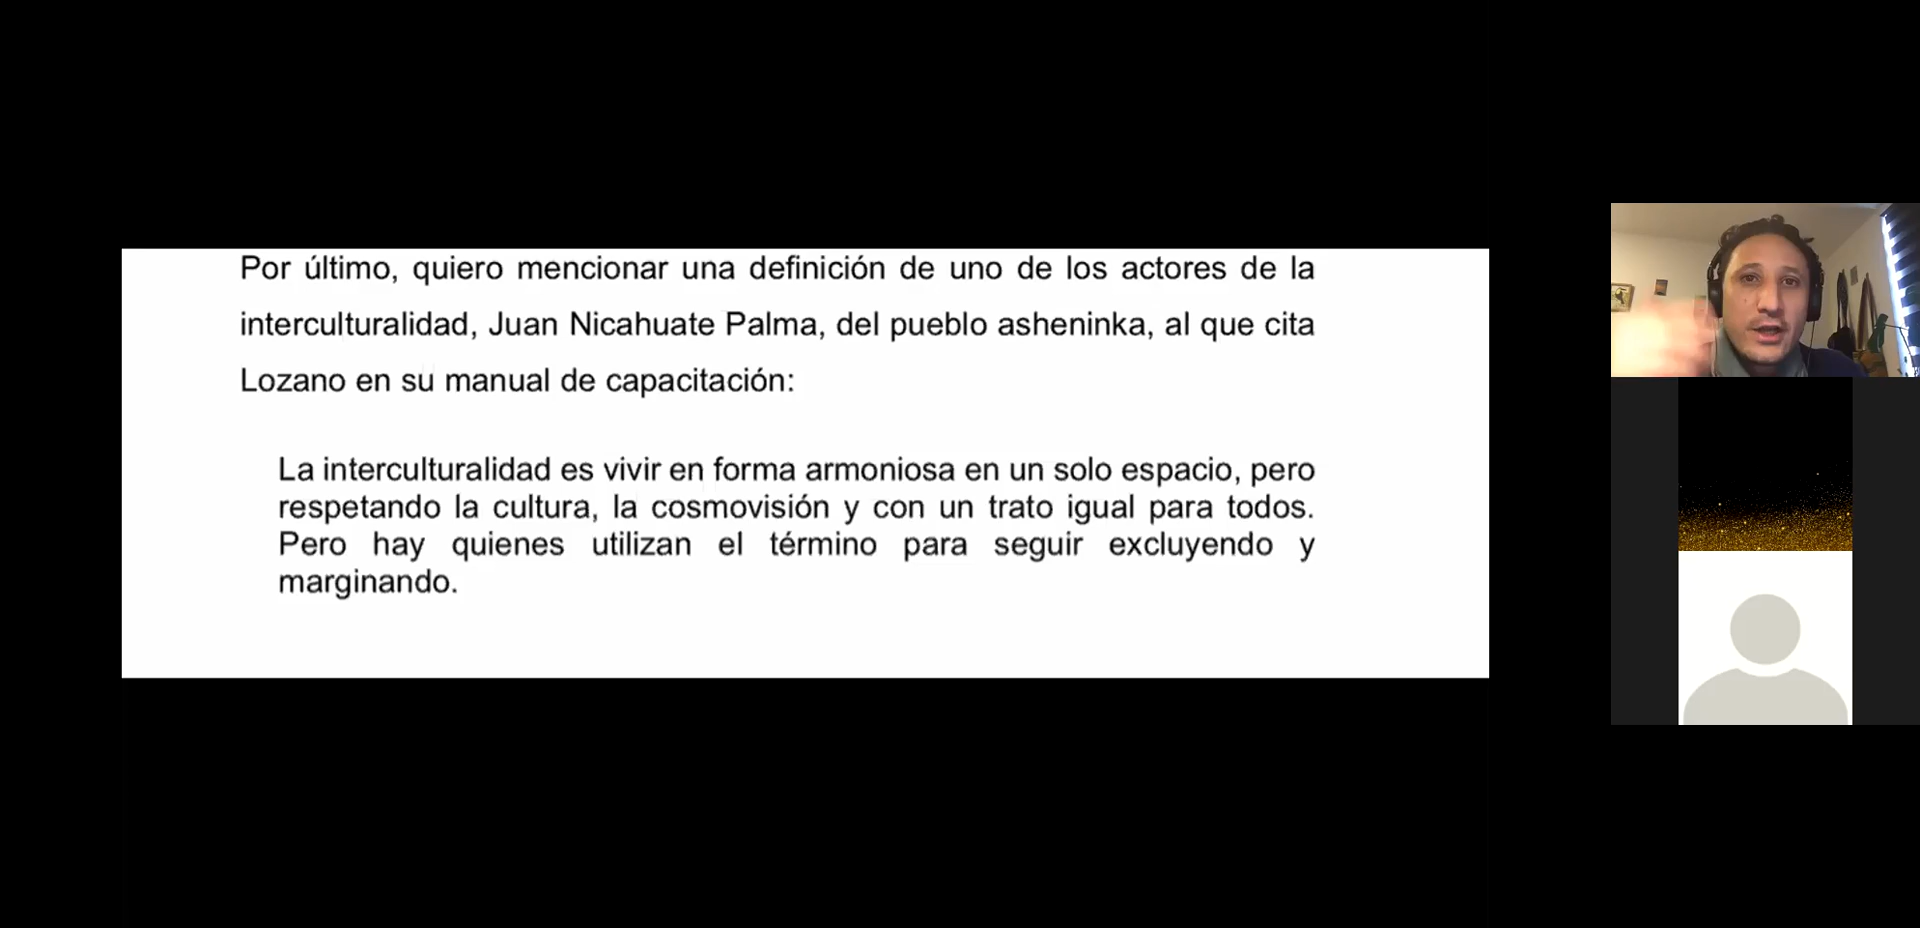 Por último, quiero mencionar una definición de uno de los actores de la
interculturalidad, Juan Nicahuate Palma, del pueblo asheninka, al que cita
Lozano en su manual de capacitación:
La interculturalidad es vivir en forma armoniosa en un solo espacio, pero
respetando la cultura, la cosmovisión y con un trato igual para todos.
Pero hay quienes utilizan el término para seguir excluyendo y
marginando.